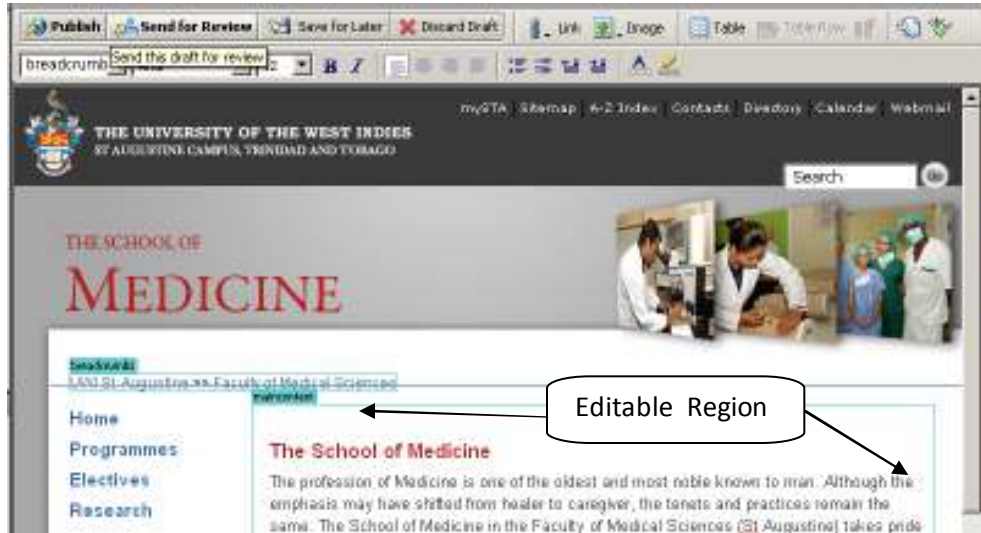 Publish Send for Review Save for Later Discard Draft Link Image Table Table Row
breadcrumb 2 B I
Send this draft for review
mySTA Sitemap A-Z Index Contacts Directory Calendar Webmail
THE UNIVERSITY OF THE WEST INDIES
ST AUGUSTINE CAMPUS, TRINIDAD AND TOBAGO
Search Go
THE SCHOOL OF
MEDICINE
breadcrumbs
UWI St. Augustine >> Faculty of Medical Sciences
maincontent
Editable Region
Home
Programmes
Electives
Research
The School of Medicine
The profession of Medicine is one of the oldest and most noble known to man. Although the
emphasis may have shifted from healer to caregiver, the tenets and practices remain the
same. The School of Medicine in the Faculty of Medical Sciences (St Augustine) takes pride